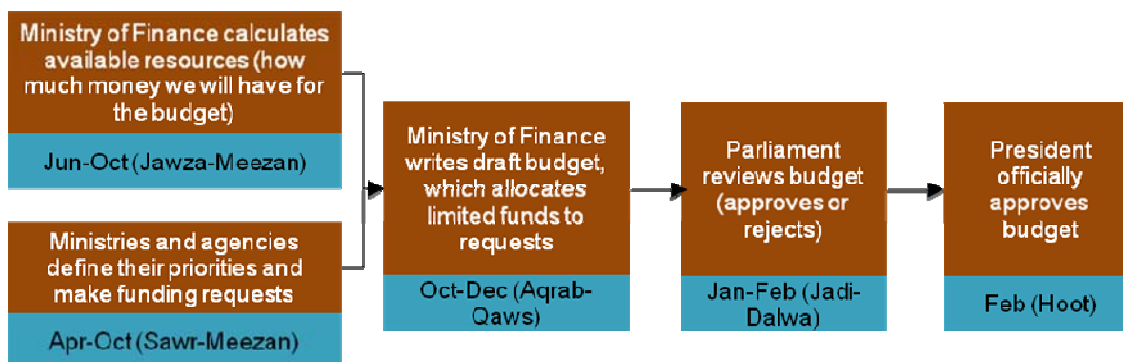 Ministry of Finance calculates
available resources (how
much money we will have for
the budget)
Jun-Oct (Jawza-Meezan)
Ministries and agencies
define their priorities and
make funding requests
Apr-Oct (Sawr-Meezan)
Ministry of Finance
writes draft budget,
which allocates
limited funds to
requests
Oct-Dec (Aqrab-
Qaws)
Parliament
reviews budget
(approves or
rejects)
Jan-Feb (Jadi-
Dalwa)
President
officially
approves
budget
Feb (Hoot)